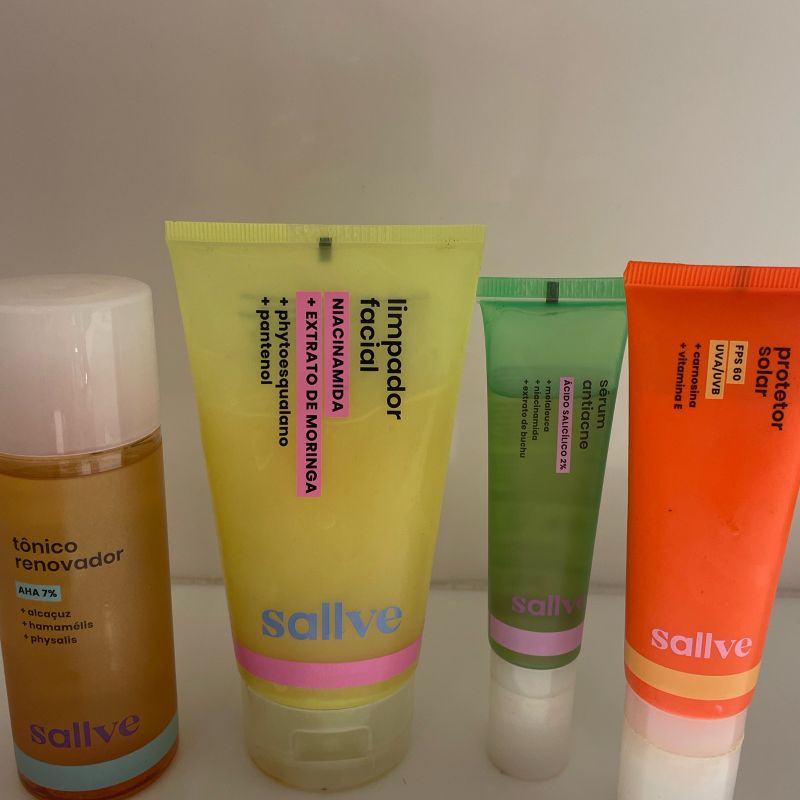 tônico
renovador
AHA 7%
+ alcaçuz
+ hamamélis
+ physalis
sallve
limpador
facial
NIACINAMIDA
+ EXTRATO DE MORINGA
+ phytoesqualano
+ pantenol
sallve
sérum
antiacne
ÁCIDO SALICÍLICO 2%
+ melaleuca
+ niacinamida
+ extrato de buchu
sallve
protetor
solar
FPS 60
UVA/UVB
+ carnosina
+ vitamina E
sallve